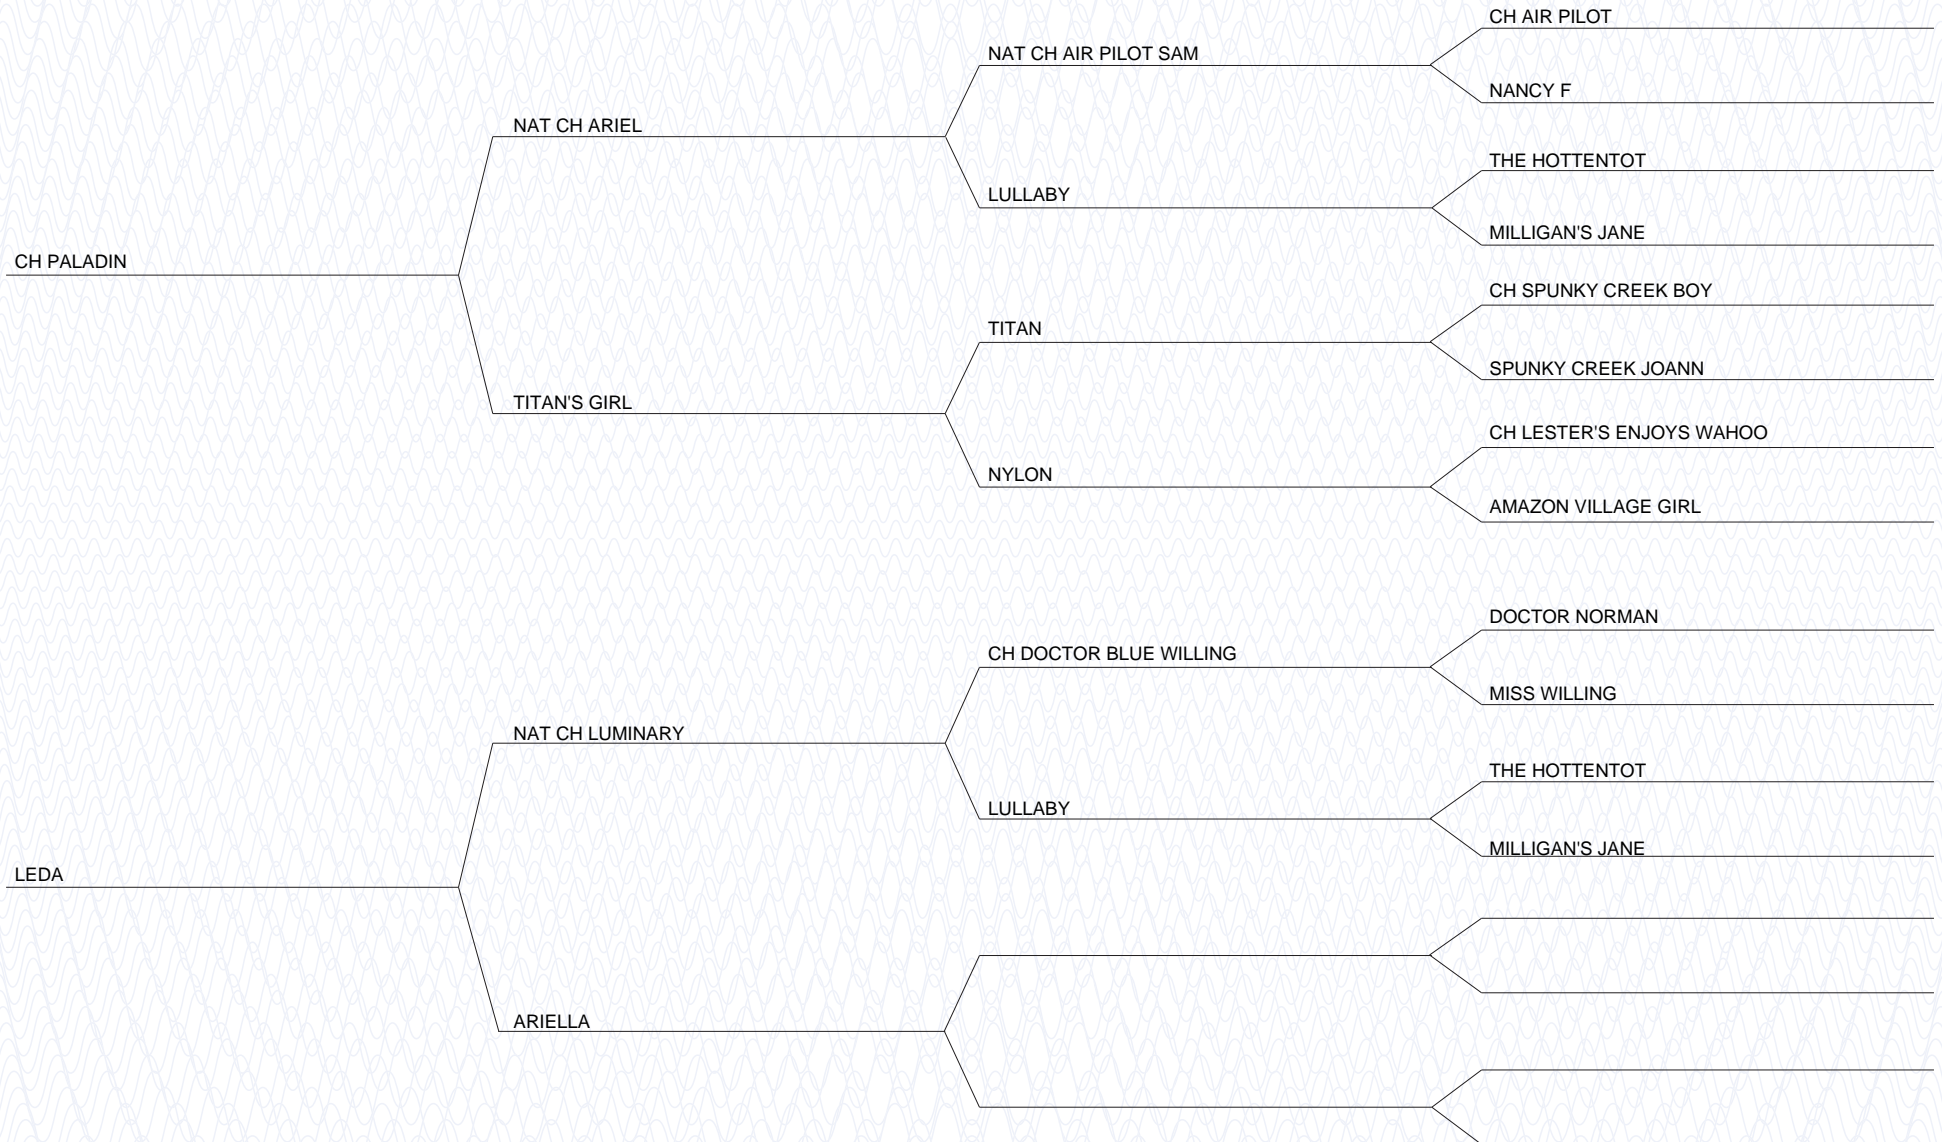 CH AIR PILOT
NAT CH AIR PILOT SAM
NANCY F
NAT CH ARIEL
THE HOTTENTOT
LULLABY
MILLIGAN'S JANE
CH PALADIN
CH SPUNKY CREEK BOY
TITAN
SPUNKY CREEK JOANN
TITAN'S GIRL
CH LESTER'S ENJOYS WAHOO
NYLON
AMAZON VILLAGE GIRL
DOCTOR NORMAN
CH DOCTOR BLUE WILLING
MISS WILLING
NAT CH LUMINARY
THE HOTTENTOT
LULLABY
MILLIGAN'S JANE
LEDA
ARIELLA